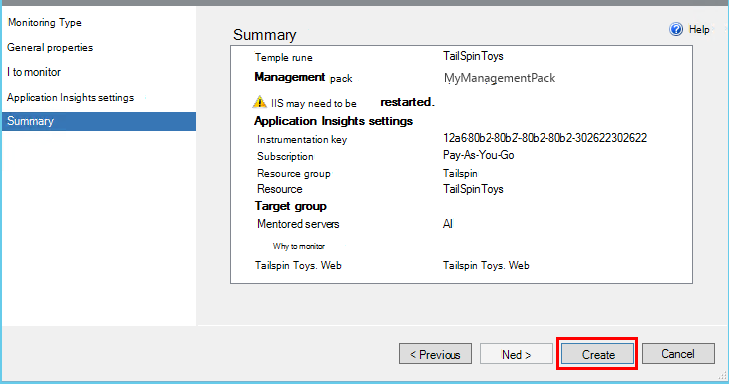 Monitoring Type
General properties
I to monitor
Application Insights settings
Summary
Summary
Help
Temple rune TailSpinToys
Management pack MyManagementPack
IIS may need to be restarted.
Application Insights settings
Instrumentation key 12a680b2-80b2-80b2-80b2-302622302622
Subscription Pay-As-You-Go
Resource group Tailspin
Resource TailSpinToys
Target group
Mentored servers AI
Why to monitor
Tailspin Toys. Web Tailspin Toys. Web
< Previous Ned > Create Cancel